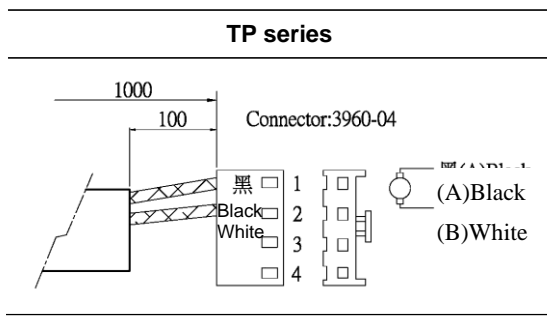 TP series
1000
100
Connector:3960-04
黑 1
Black 2
White 3
4
(A)Black
(B)White